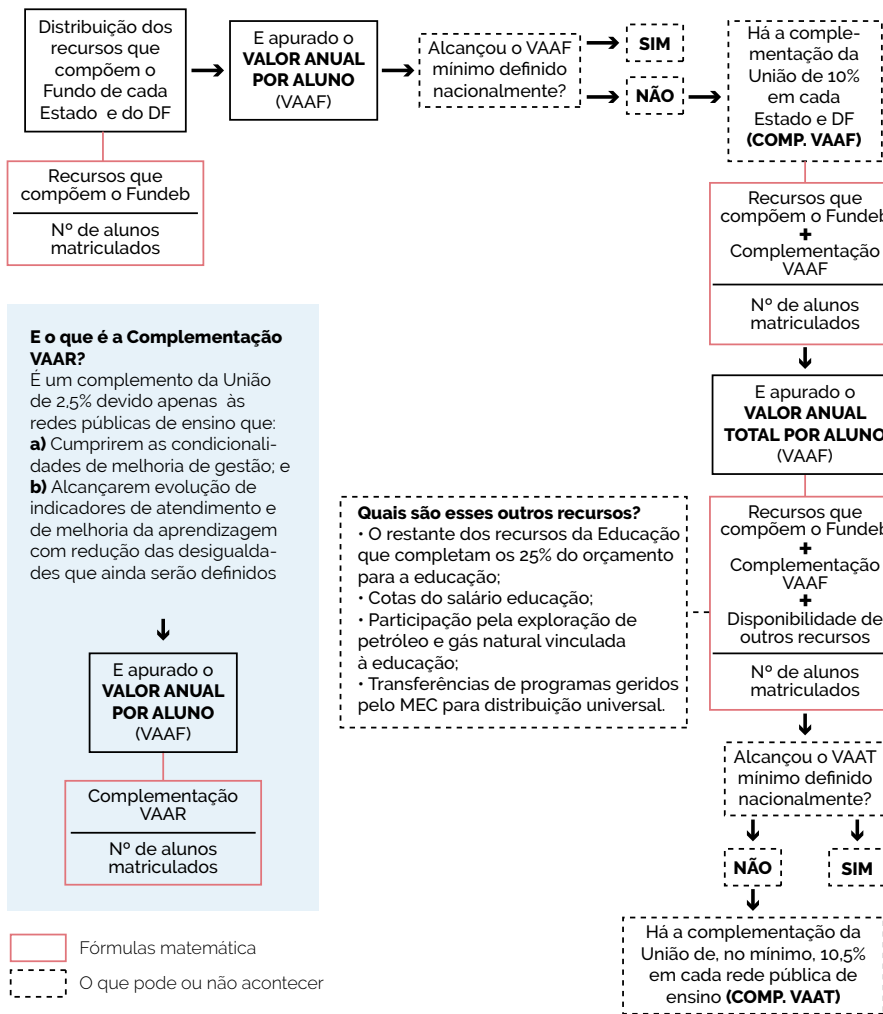 Distribuição dos
recursos que
compõem o
Fundo de cada
Estado e do DF
E apurado o
VALOR ANUAL
POR ALUNO
(VAAF)
Alcançou o VAAF
mínimo definido
nacionalmente?
SIM
NÃO
Há a comple-
mentação da
União de 10%
em cada
Estado e DF
(COMP. VAAF)
Recursos que
compõem o Fundeb
Nº de alunos
matriculados
Recursos que
compõem o Fundeb
+
Complementação
VAAF
Nº de alunos
matriculados
E apurado o
VALOR ANUAL
TOTAL POR ALUNO
(VAAF)
Recursos que
compõem o Fundeb
+
Complementação
VAAF
+
Disponibilidade de
outros recursos
Nº de alunos
matriculados
Quais são esses outros recursos?
• O restante dos recursos da Educação
que completam os 25% do orçamento
para a educação;
• Cotas do salário educação;
• Participação pela exploração de
petróleo e gás natural vinculada
à educação;
• Transferências de programas geridos
pelo MEC para distribuição universal.
Alcançou o VAAT
mínimo definido
nacionalmente?
NÃO
SIM
Há a complementação da
União de, no mínimo, 10,5%
em cada rede pública de
ensino (COMP. VAAT)
E o que é a Complementação
VAAR?
É um complemento da União
de 2,5% devido apenas às
redes públicas de ensino que:
a) Cumprirem as condicionali-
dades de melhoria de gestão; e
b) Alcançarem evolução de
indicadores de atendimento e
de melhoria da aprendizagem
com redução das desigualda-
des que ainda serão definidos
E apurado o
VALOR ANUAL
POR ALUNO
(VAAF)
Complementação
VAAR
Nº de alunos
matriculados
Fórmulas matemática
O que pode ou não acontecer